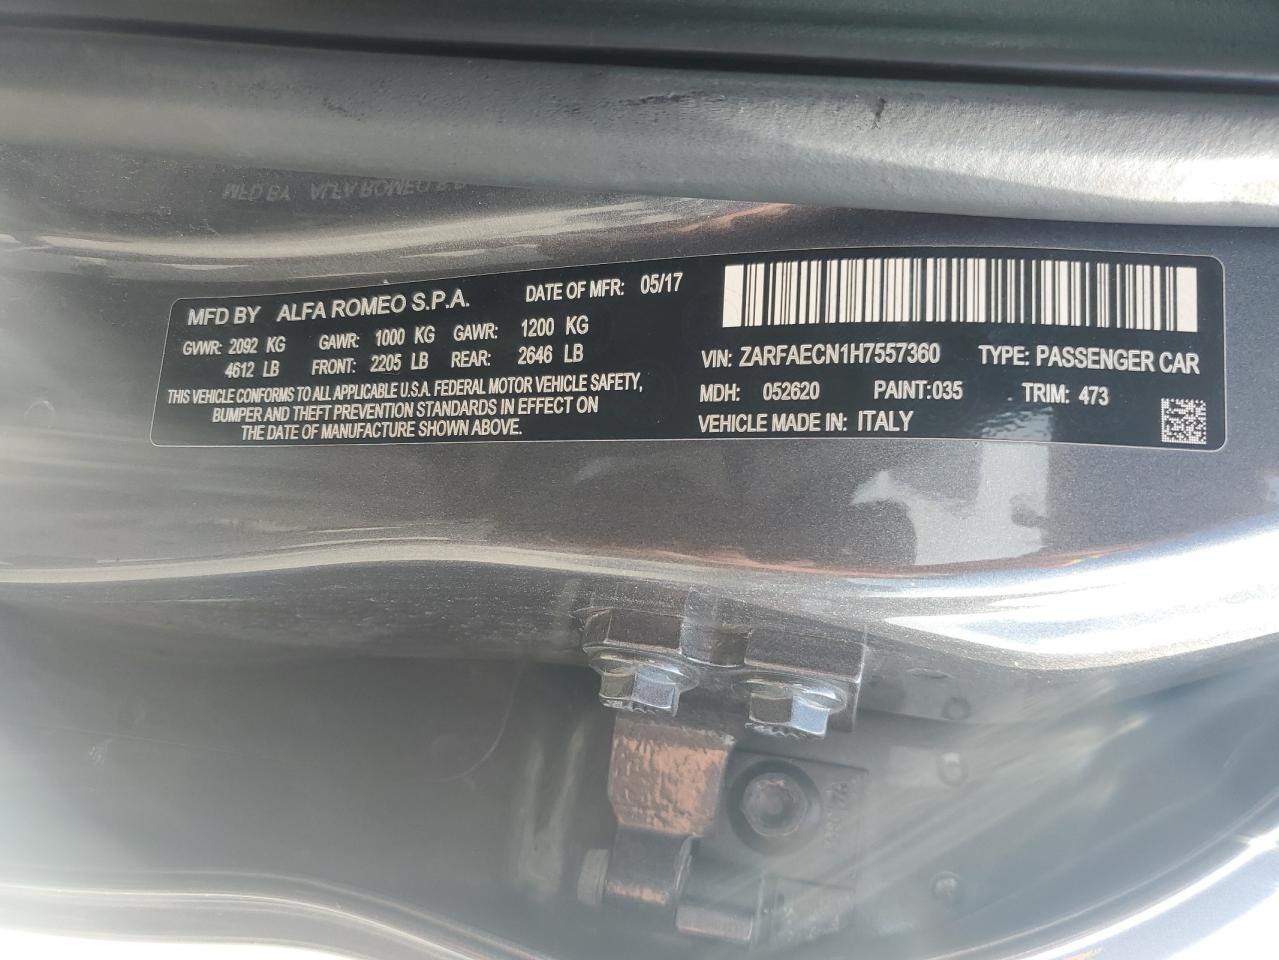 MFD BY ALFA ROMEO S.P.A. DATE OF MFR: 05/17
GVWR: 2092 KG GAWR: 1000 KG GAWR: 1200 KG
4612 LB FRONT: 2205 LB REAR: 2646 LB
THIS VEHICLE CONFORMS TO ALL APPLICABLE U.S.A. FEDERAL MOTOR VEHICLE SAFETY,
BUMPER AND THEFT PREVENTION STANDARDS IN EFFECT ON
THE DATE OF MANUFACTURE SHOWN ABOVE.
VIN: ZARFAECN1H7557360 TYPE: PASSENGER CAR
MDH: 052620 PAINT:035 TRIM: 473
VEHICLE MADE IN: ITALY